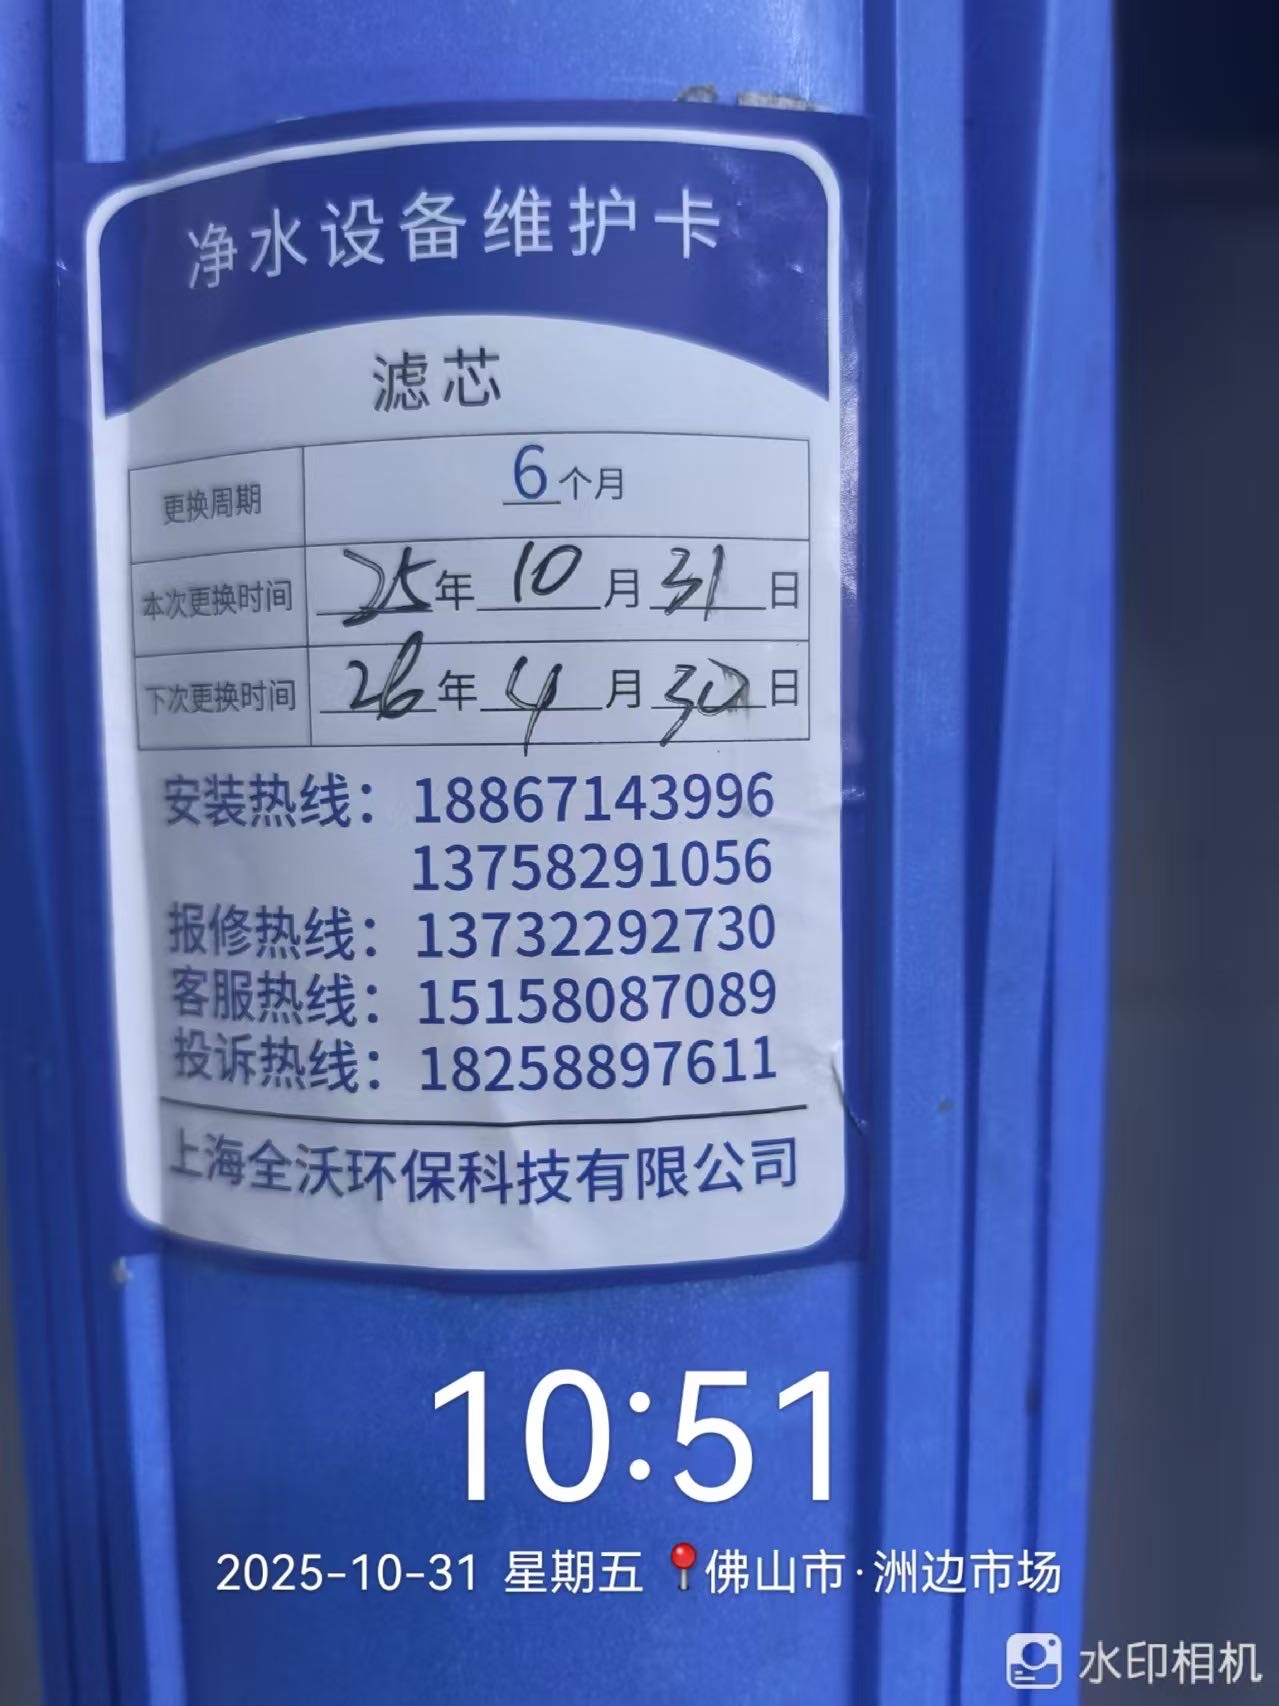 净水设备维护卡
滤芯
更换周期 6个月
本次更换时间 25年10月31日
下次更换时间 26年4月30日
安装热线：18867143996
13758291056
报修热线：13732292730
客服热线：15158087089
投诉热线：18258897611
上海全沃环保科技有限公司
10:51
2025-10-31 星期五 📍佛山市·洲边市场
水印相机